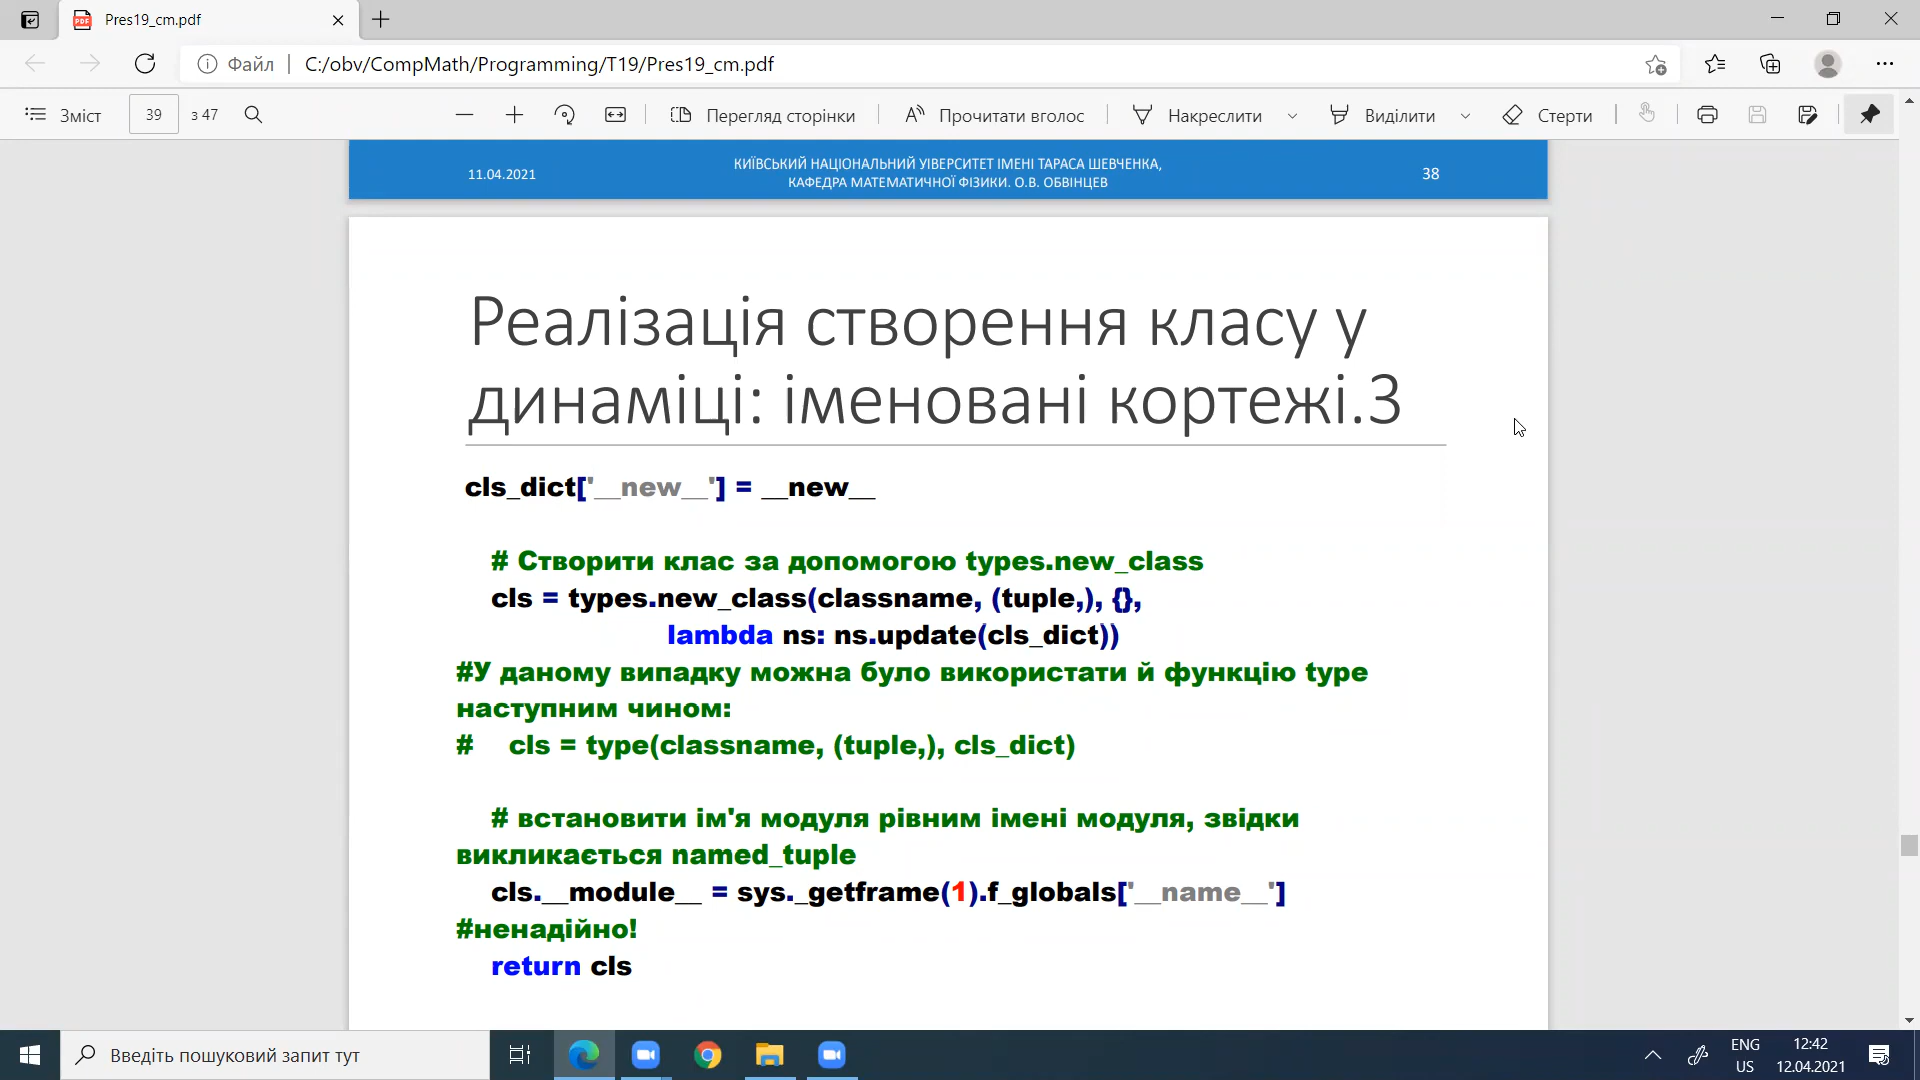 Pres19_cm.pdf
Файл
C:/obv/CompMath/Programming/T19/Pres19_cm.pdf
Зміст
39
з 47
Перегляд сторінки
Прочитати вголос
Накреслити
Виділити
Стерти
11.04.2021
КИЇВСЬКИЙ НАЦІОНАЛЬНИЙ УІВЕРСИТЕТ ІМЕНІ ТАРАСА ШЕВЧЕНКА,
КАФЕДРА МАТЕМАТИЧНОЇ ФІЗИКИ. О.В. ОБВІНЦЕВ
38
Реалізація створення класу у
динаміці: іменовані кортежі.3
cls_dict['__new__'] = __new__
# Створити клас за допомогою types.new_class
cls = types.new_class(classname, (tuple,), {},
lambda ns: ns.update(cls_dict))
#У даному випадку можна було використати й функцію type
наступним чином:
# cls = type(classname, (tuple,), cls_dict)
# встановити ім'я модуля рівним імені модуля, звідки
викликається named_tuple
cls.__module__ = sys._getframe(1).f_globals['__name__']
#ненадійно!
return cls
Введіть пошуковий запит тут
ENG
US
12:42
12.04.2021